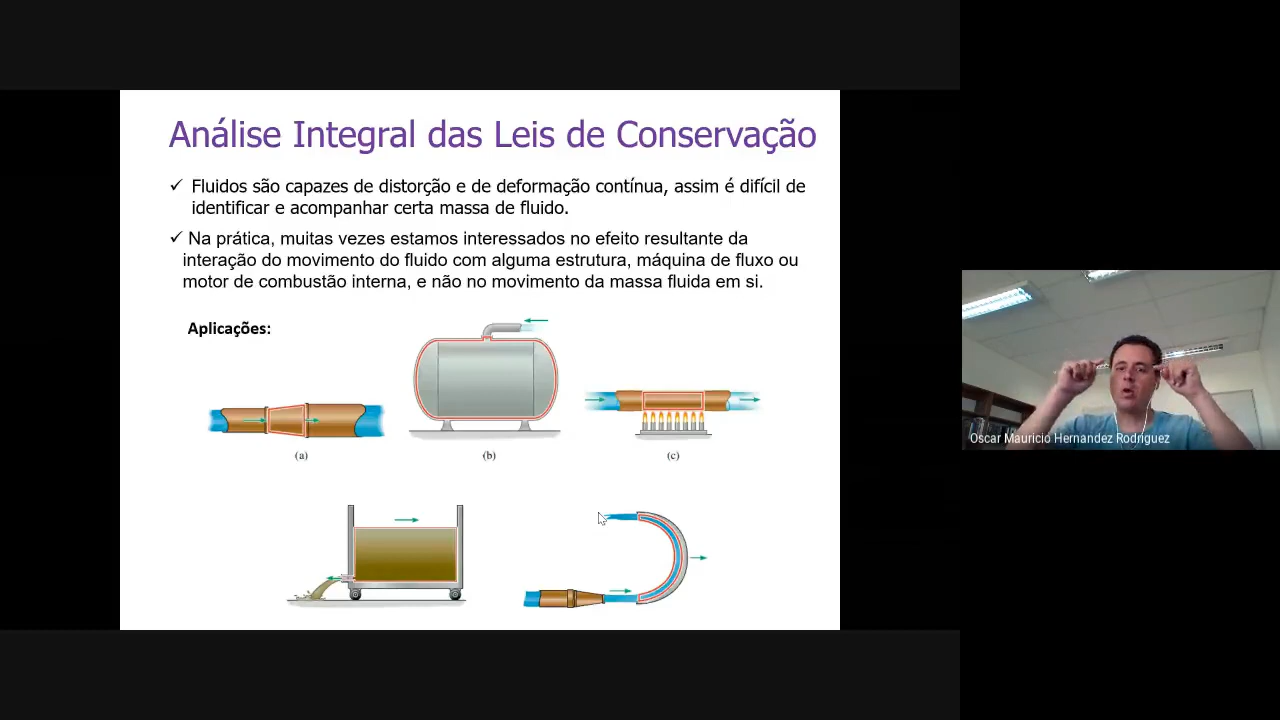 Análise Integral das Leis de Conservação
✓ Fluidos são capazes de distorção e de deformação contínua, assim é difícil de
identificar e acompanhar certa massa de fluido.
✓ Na prática, muitas vezes estamos interessados no efeito resultante da
interação do movimento do fluido com alguma estrutura, máquina de fluxo ou
motor de combustão interna, e não no movimento da massa fluida em si.
Aplicações:
(a)
(b)
(c)
Oscar Mauricio Hernandez Rodriguez